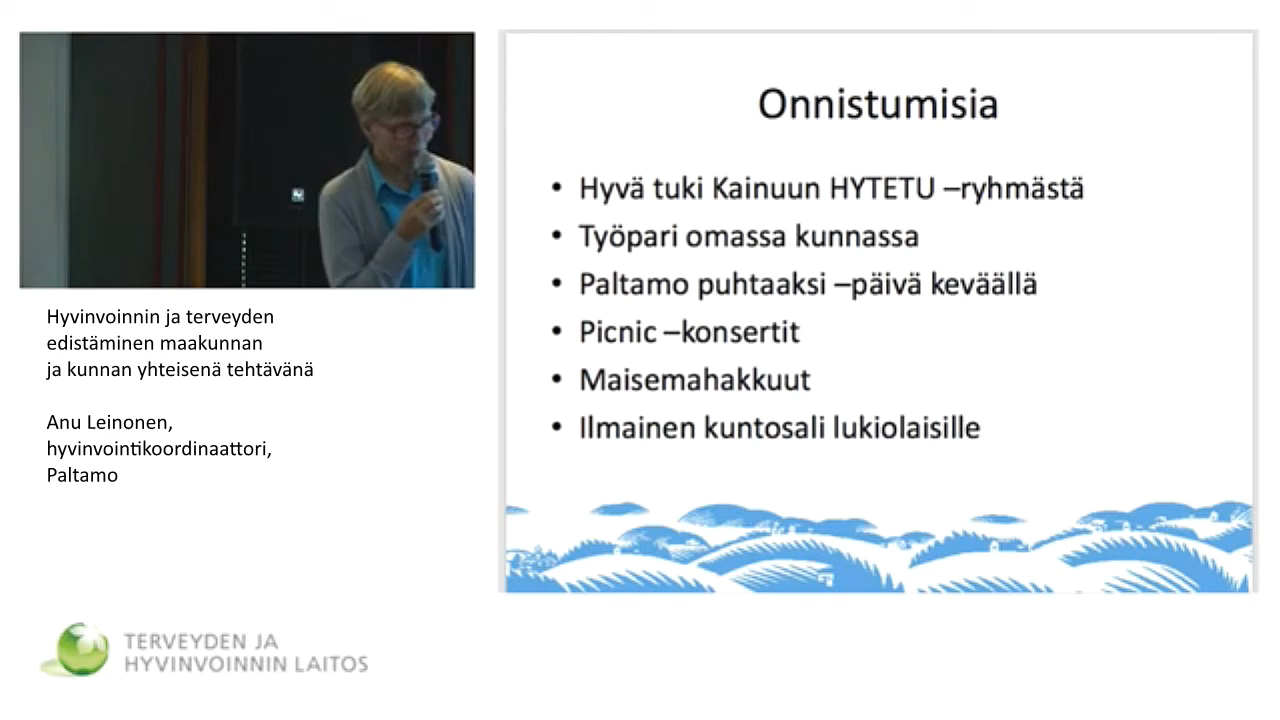 Onnistumisia
• Hyvä tuki Kainuun HYTETU –ryhmästä
• Työpari omassa kunnassa
• Paltamo puhtaaksi –päivä keväällä
• Picnic –konsertit
• Maisemahakkuut
• Ilmainen kuntosali lukiolaisille
Hyvinvoinnin ja terveyden
edistäminen maakunnan
ja kunnan yhteisenä tehtävänä
Anu Leinonen,
hyvinvointikoordinaattori,
Paltamo
TERVEYDEN JA
HYVINVOINNIN LAITOS